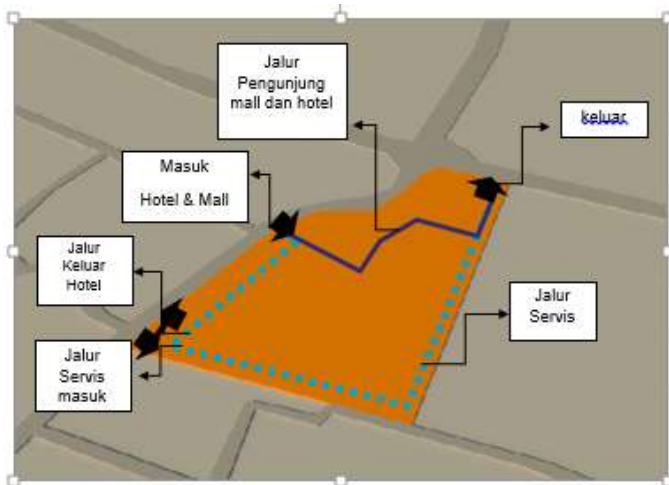 Jalur
Pengunjung
mall dan hotel
keluar
Masuk
Hotel & Mall
Jalur
Keluar
Hotel
Jalur
Servis
Jalur
Servis
masuk